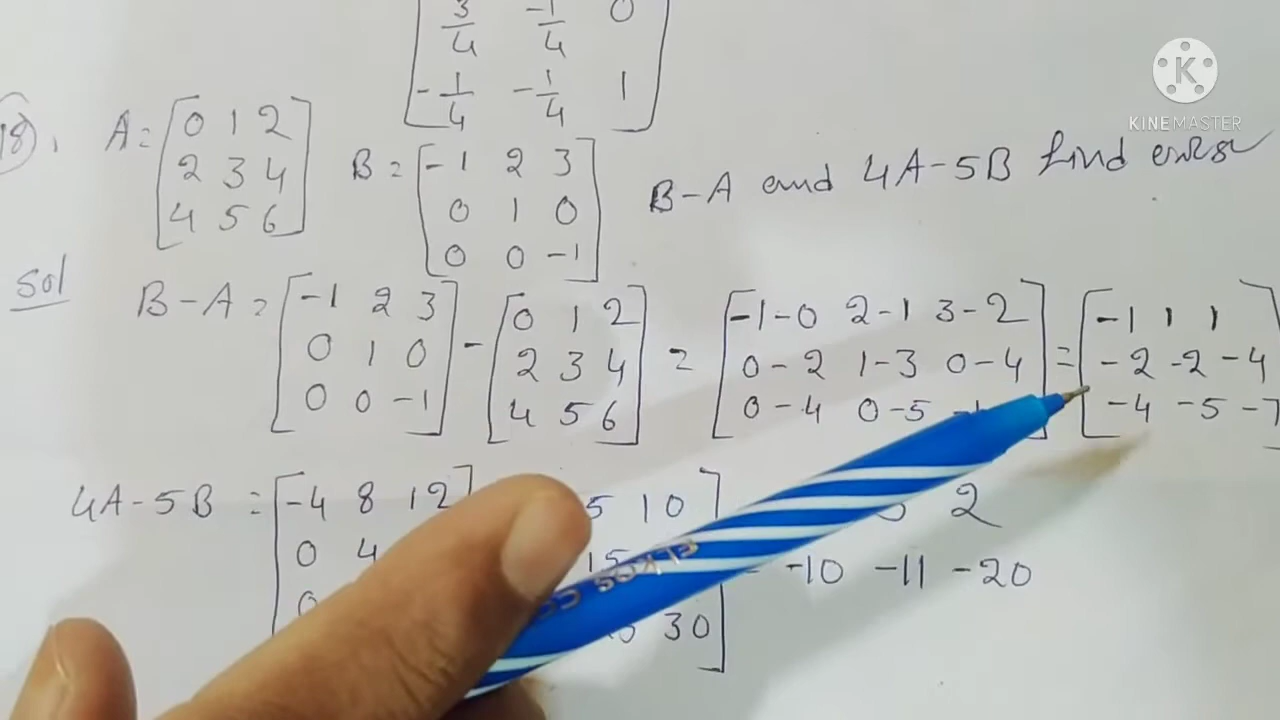 3/4 -1/4 0
-1/4 -1/4 1
KINEMASTER
18). A = [0 1 2
2 3 4
4 5 6]
B = [-1 2 3
0 1 0
0 0 -1]
B-A and 4A-5B find
Sol
B-A = [-1 2 3
0 1 0
0 0 -1] - [0 1 2
2 3 4
4 5 6] = [-1-0 2-1 3-2
0-2 1-3 0-4
0-4 0-5] = [-1 1 1
-2 -2 -4
-4 -5 -7
4A-5B = [-4 8 12]
0 4
5 10
15
30]
2
-10 -11 -20